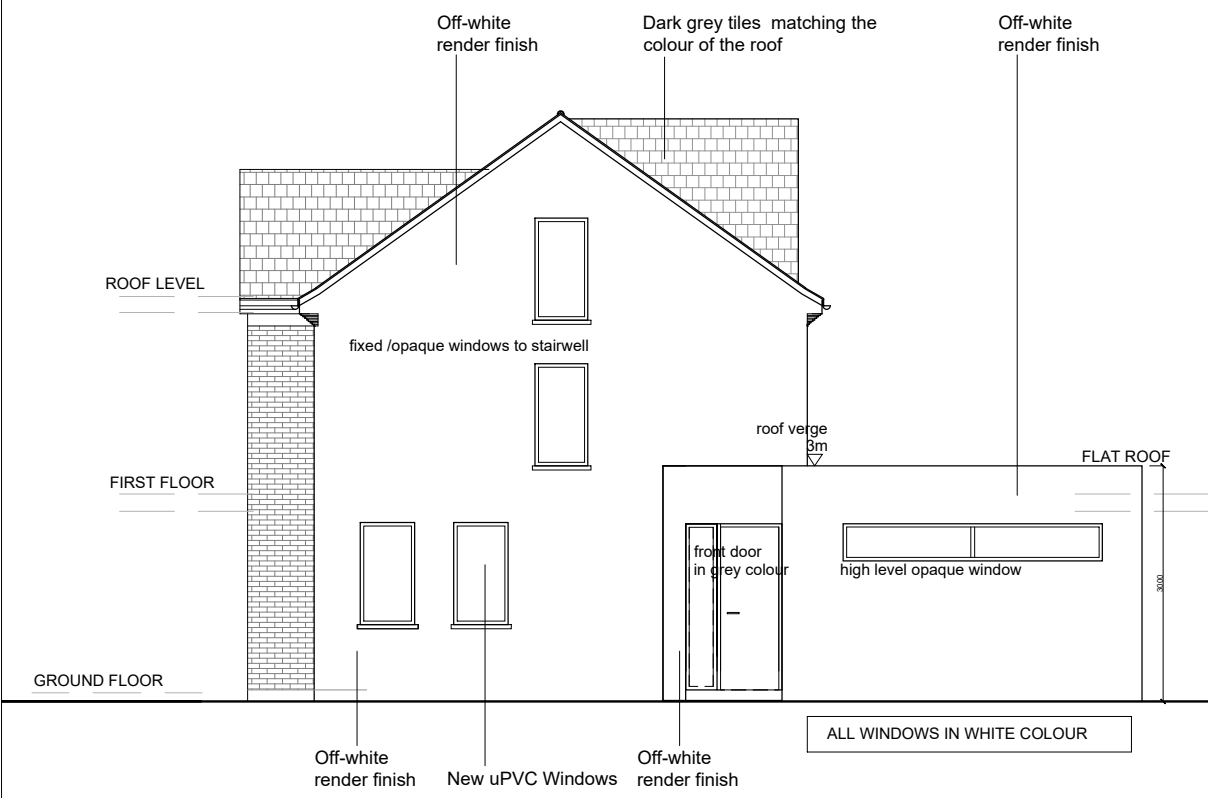 Off-white
render finish
Dark grey tiles  matching the
colour of the roof
Off-white
render finish
ROOF LEVEL
fixed /opaque windows to stairwell
roof verge
3m
FLAT ROOF
FIRST FLOOR
front door
in grey colour
high level opaque window
3000
GROUND FLOOR
ALL WINDOWS IN WHITE COLOUR
Off-white
render finish
New uPVC Windows
Off-white
render finish